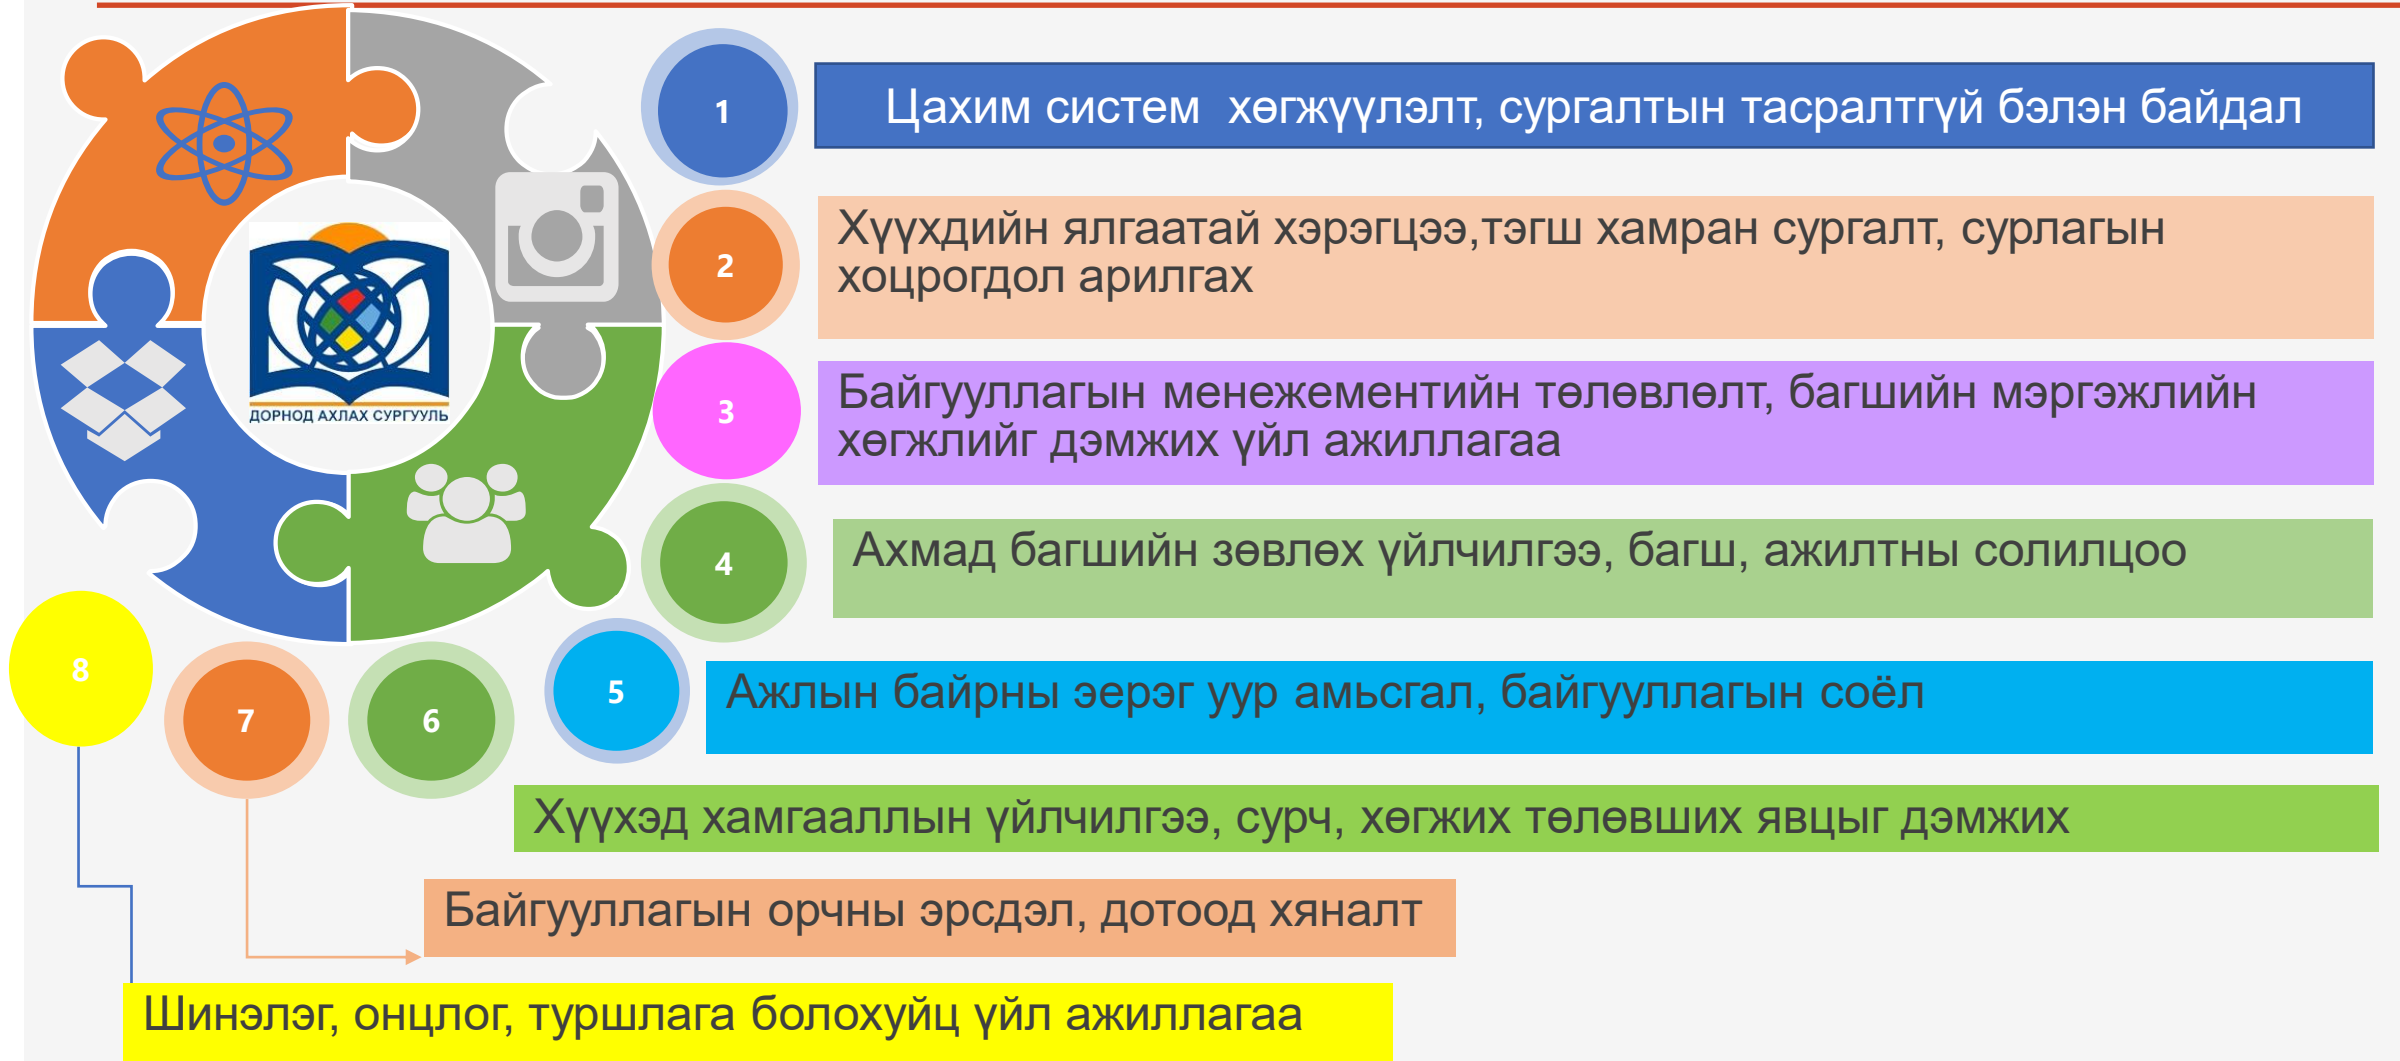 1
Цахим систем хөгжүүлэлт, сургалтын тасралтгүй бэлэн байдал
2
Хүүхдийн ялгаатай хэрэгцээ,тэгш хамран сургалт, сурлагын
хоцрогдол арилгах
3
Байгууллагын менежементийн төлөвлөлт, багшийн мэргэжлийн
хөгжлийг дэмжих үйл ажиллагаа
ДОРНОД АХЛАХ СУРГУУЛЬ
4
Ахмад багшийн зөвлөх үйлчилгээ, багш, ажилтны солилцоо
5
Ажлын байрны эерэг уур амьсгал, байгууллагын соёл
6
Хүүхэд хамгааллын үйлчилгээ, сурч, хөгжих төлөвших явцыг дэмжих
7
Байгууллагын орчны эрсдэл, дотоод хяналт
8
Шинэлэг, онцлог, туршлага болохуйц үйл ажиллагаа